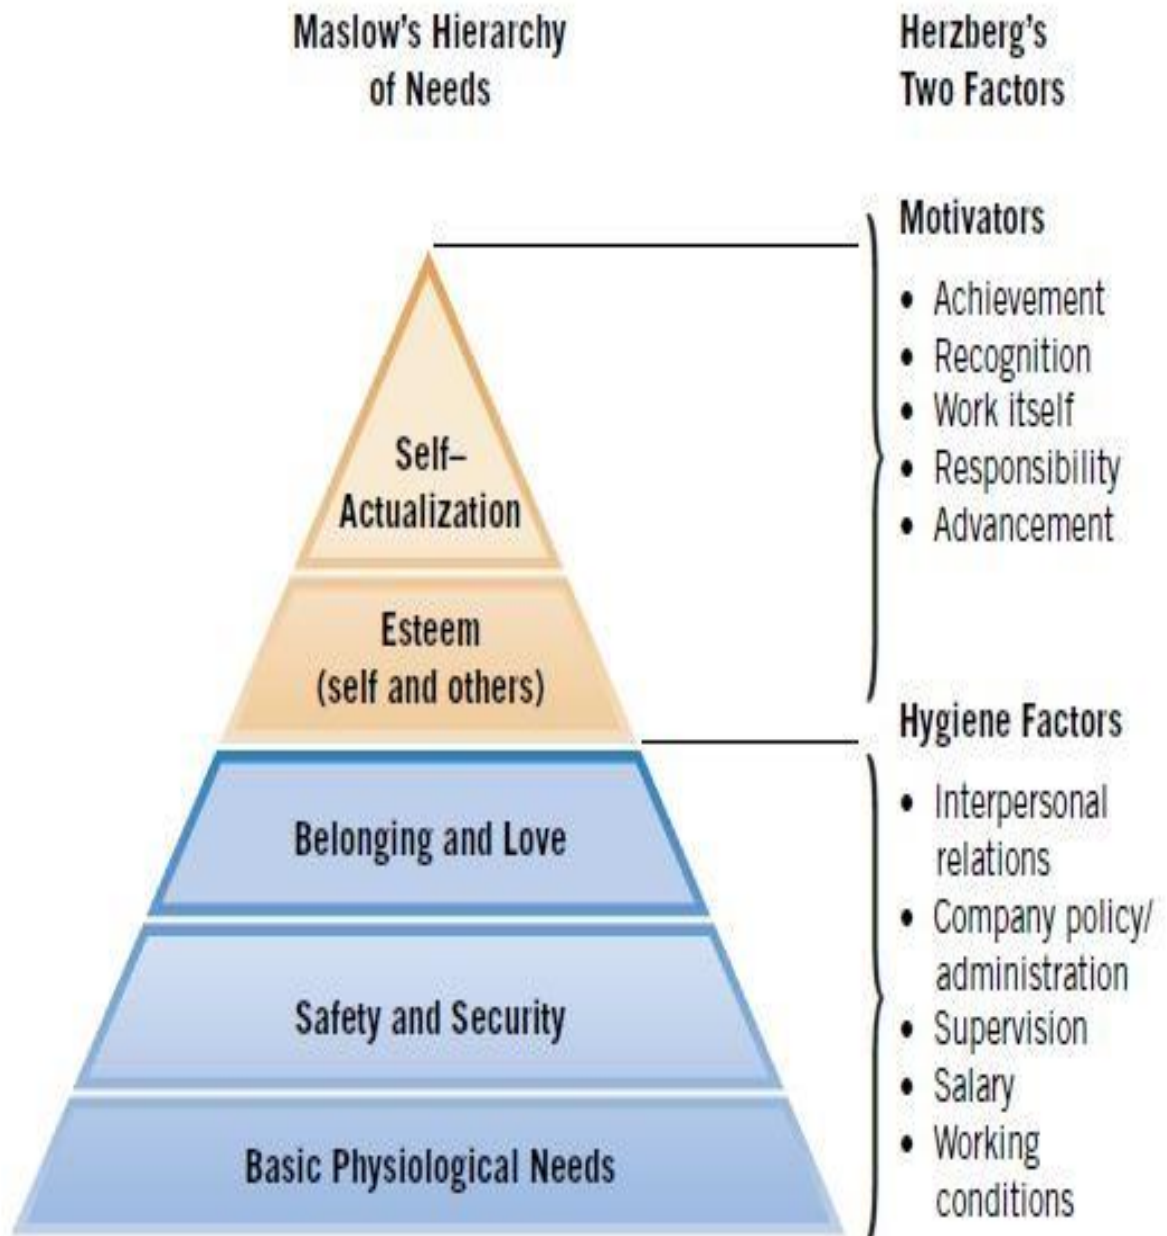 Maslow's Hierarchy
of Needs
Herzberg's
Two Factors
Self–
Actualization
Esteem
(self and others)
Belonging and Love
Safety and Security
Basic Physiological Needs
Motivators
• Achievement
• Recognition
• Work itself
• Responsibility
• Advancement
Hygiene Factors
• Interpersonal
relations
• Company policy/
administration
• Supervision
• Salary
• Working
conditions